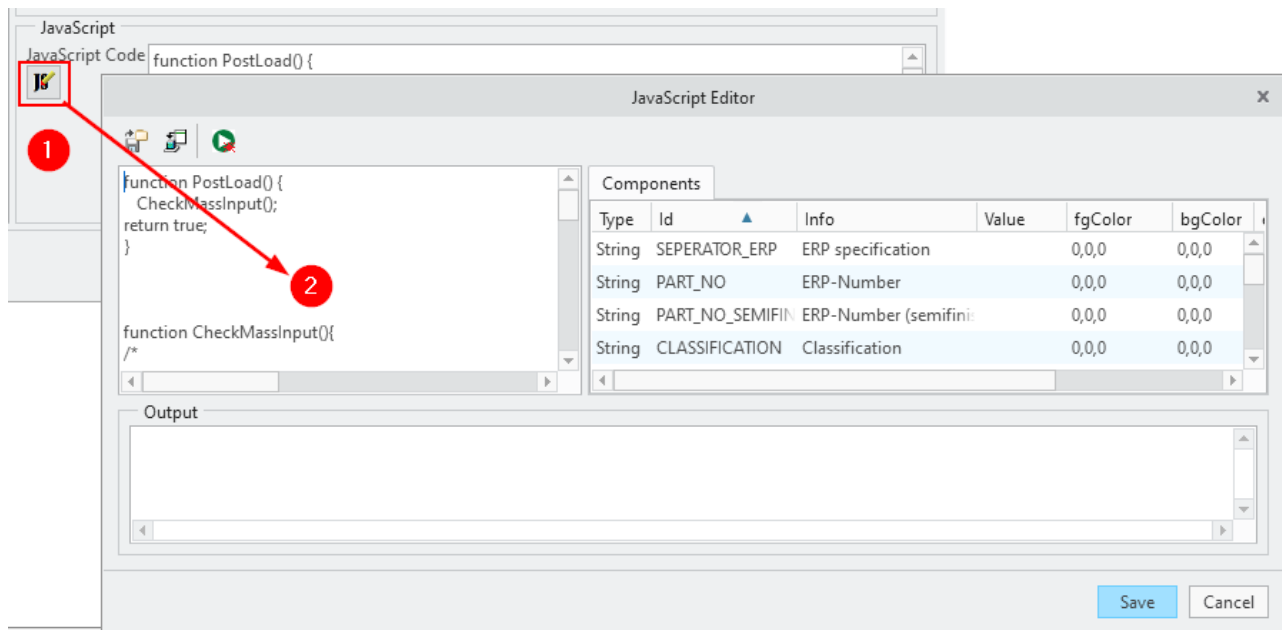 JavaScript
JavaScript Code
function PostLoad() {
JS
1
JavaScript Editor
x
function PostLoad() {
CheckMassInput();
return true;
}
2
function CheckMassInput(){
/*
Components
Type Id Info Value fgColor bgColor
String SEPERATOR_ERP ERP specification 0,0,0 0,0,0
String PART_NO ERP-Number 0,0,0 0,0,0
String PART_NO_SEMIFIN ERP-Number (semifinis 0,0,0 0,0,0
String CLASSIFICATION Classification 0,0,0 0,0,0
Output
Save Cancel